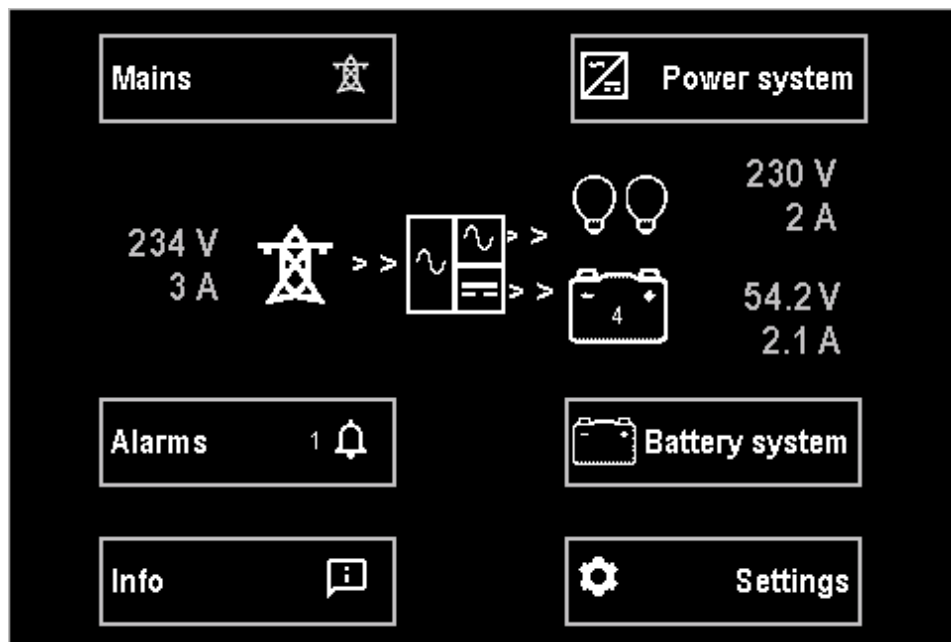 Mains
Power system
234 V
3 A
> >
> >
> >
230 V
2 A
4
54.2 V
2.1 A
Alarms 1
Battery system
Info
Settings